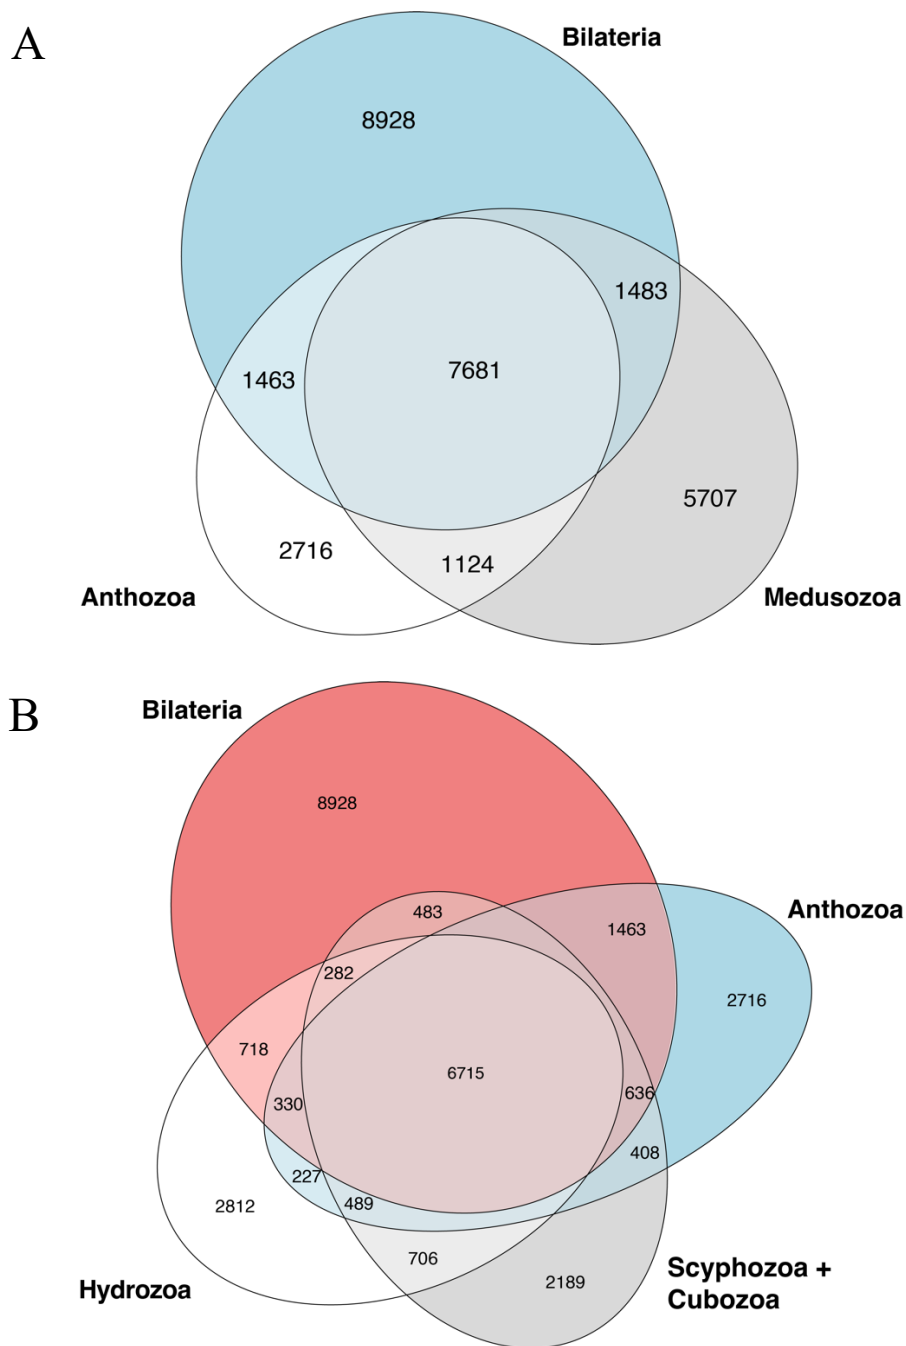 A
Bilateria
8928
1483
1463
7681
5707
2716
1124
Anthozoa
Medusozoa
B
Bilateria
8928
Anthozoa
483
1463
282
2716
718
6715
330
636
408
227
489
2812
706
2189
Hydrozoa
Scyphozoa +
Cubozoa